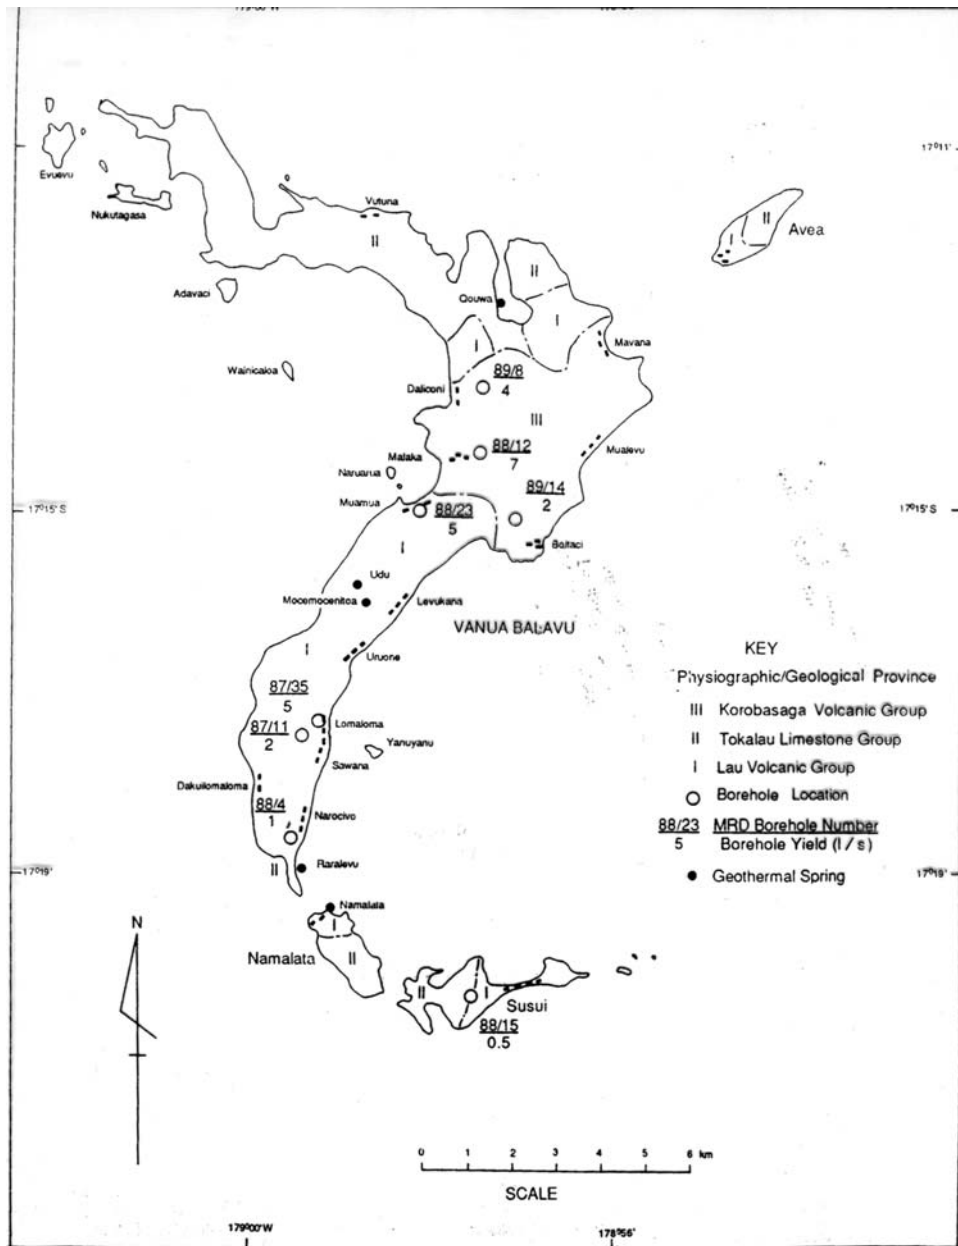 179°00' W
17°11'
Evuevu
Nukutagasa
Vutuna
II
II
I
Avea
Adavaci
Qouwa
II
I
I
Mavana
Wainicaloa
Daliconi
89/8
4
III
Malaka
88/12
7
Mualevu
Naruarua
89/14
2
Muamua
17°15' S
88/23
5
17°15' S
Boitaci
I
Udu
Mocemocenitoa
Levukana
VANUA BALAVU
I
Uruone
KEY
Physiographic/Geological Province
87/35
5
III Korobasaga Volcanic Group
Lomaloma
87/11
2
Yanuyanu
II Tokalau Limestone Group
Sawana
I Lau Volcanic Group
Dakuilomaloma
Borehole Location
88/4
1
Narocivo
88/23 MRD Borehole Number
5 Borehole Yield (l / s)
17°19'
II
Raralevu
Geothermal Spring
17°19'
Namalata
I
N
Namalata
II
II
I
Susui
88/15
0.5
0 1 2 3 4 5 6 km
SCALE
179°00'W
178°56'